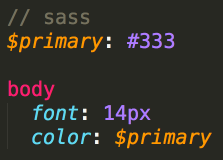 // sass
$primary: #333

body
  font: 14px
  color: $primary